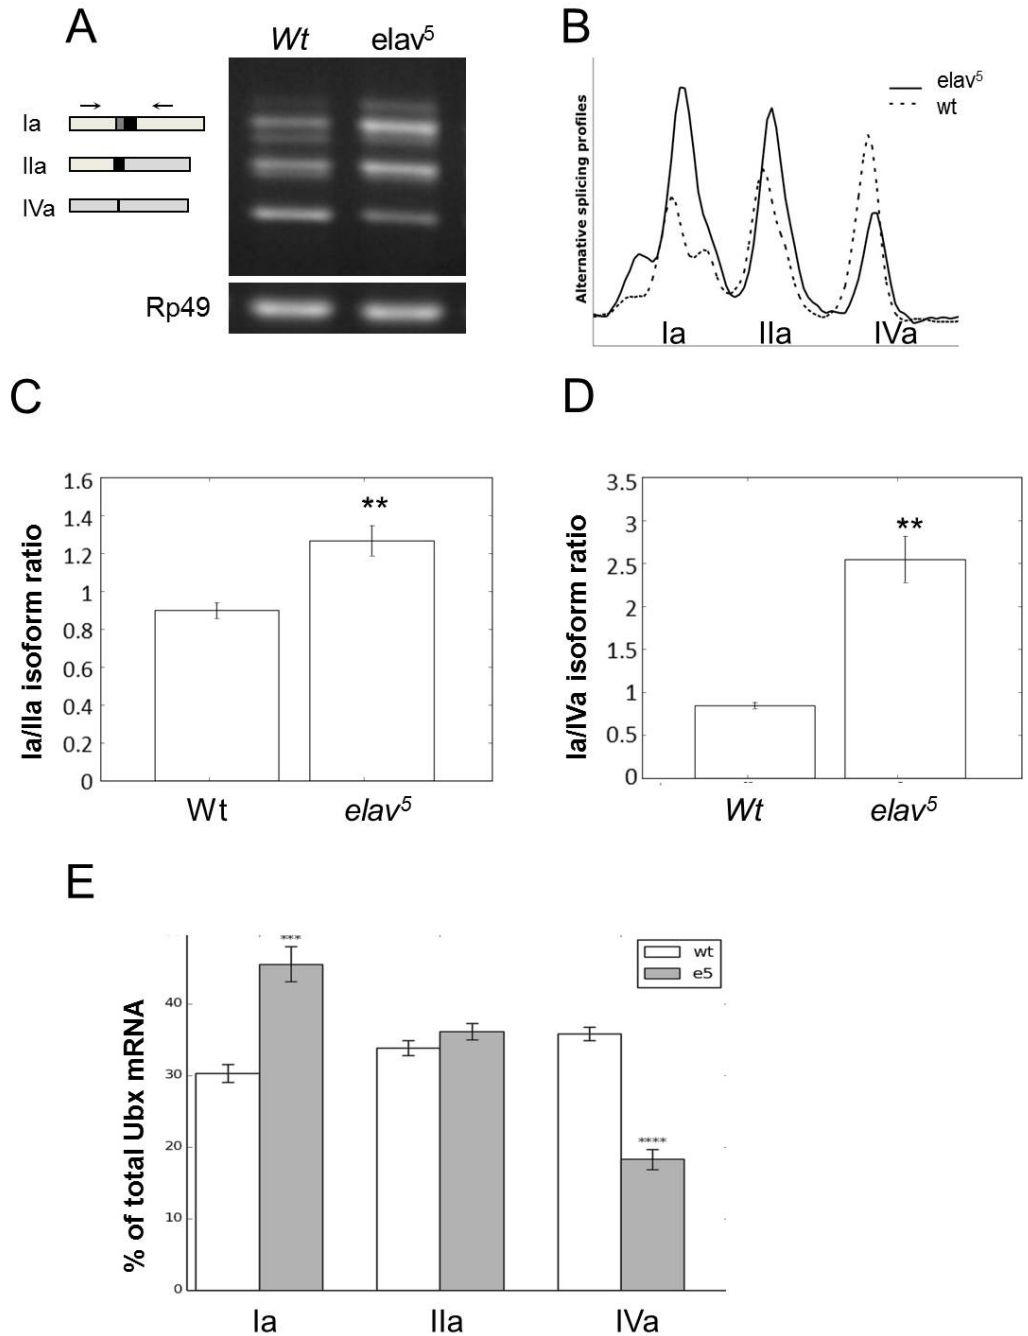 A
Wt elav5
Ia
IIa
IVa
Rp49
B
Alternative splicing profiles
elav5
wt
Ia IIa IVa
C
Ia/IIa isoform ratio
1.6
1.4
1.2
1
0.8
0.6
0.4
0.2
0
**
Wt elav5
D
Ia/IVa isoform ratio
3.5
3
2.5
2
1.5
1
0.5
0
**
Wt elav5
E
% of total Ubx mRNA
40
30
20
10
0
***
****
wt
e5
Ia IIa IVa